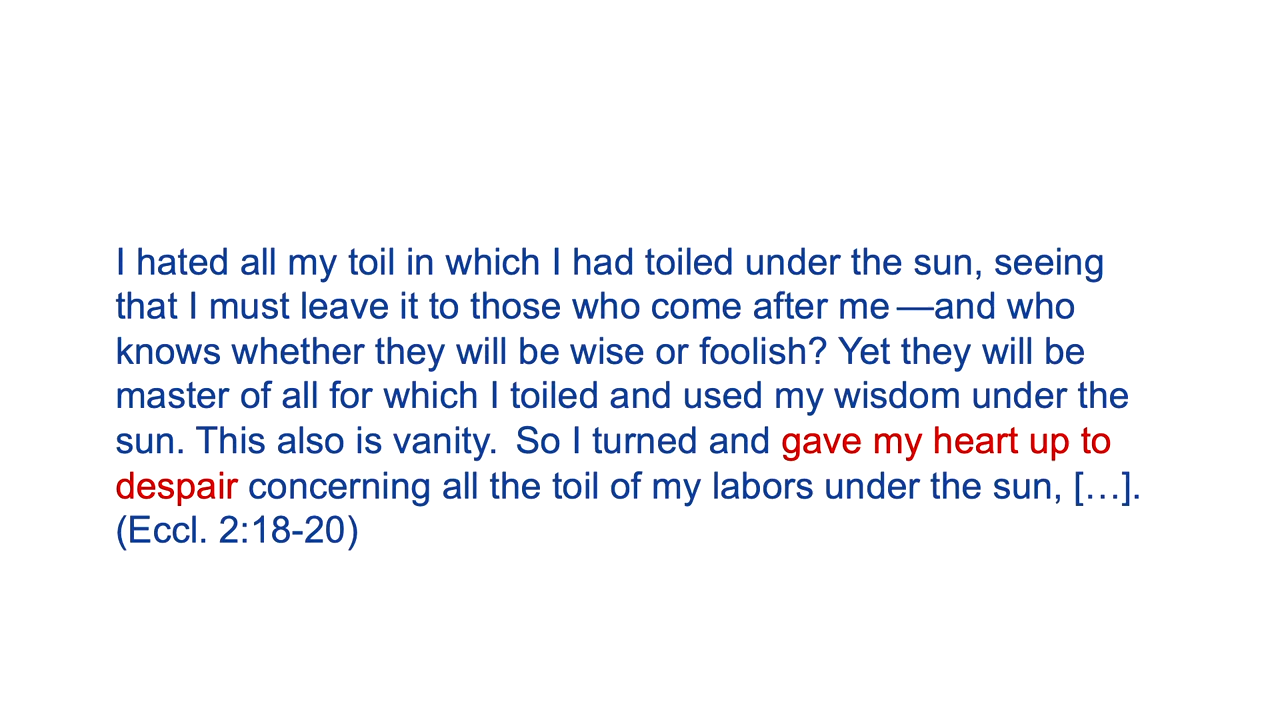 I hated all my toil in which I had toiled under the sun, seeing
that I must leave it to those who come after me —and who
knows whether they will be wise or foolish? Yet they will be
master of all for which I toiled and used my wisdom under the
sun. This also is vanity.  So I turned and gave my heart up to
despair concerning all the toil of my labors under the sun, […].
(Eccl. 2:18-20)